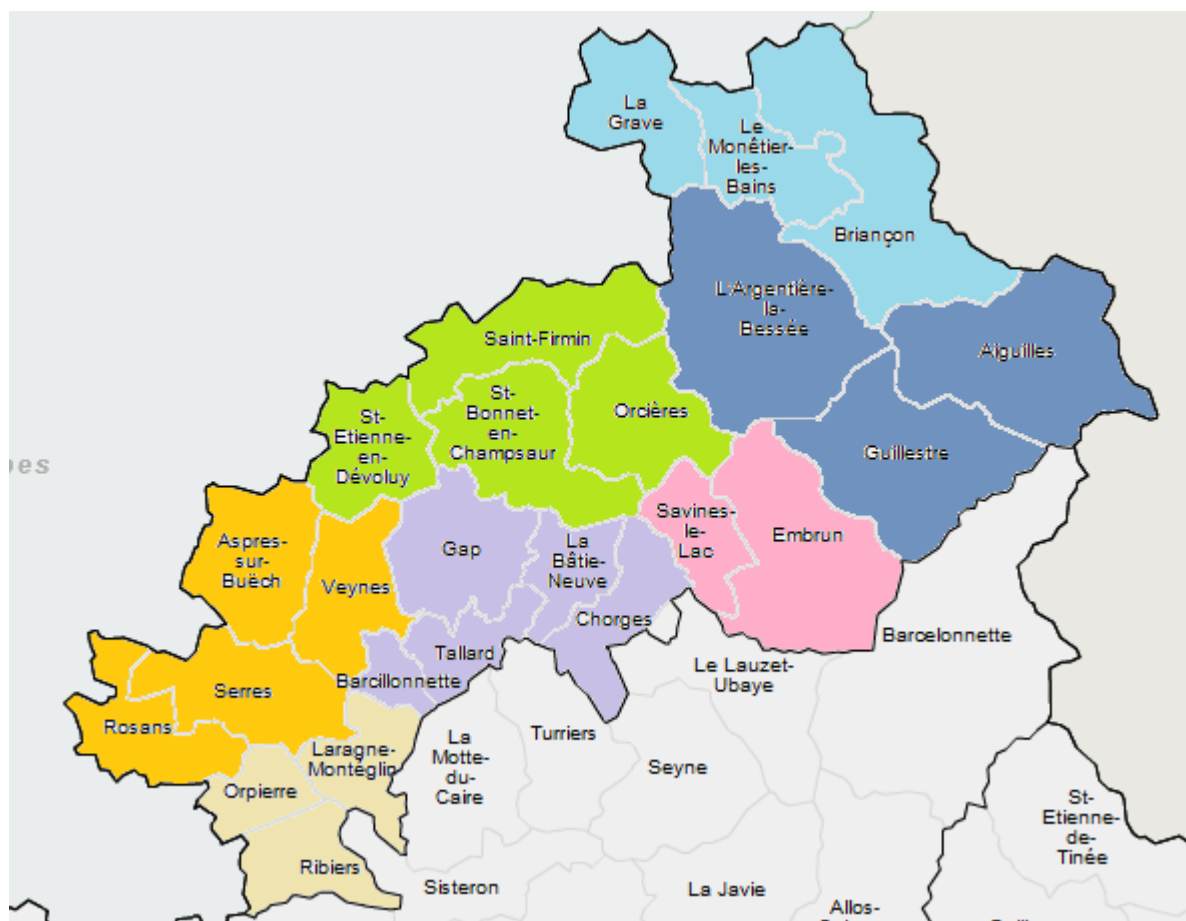 La
Grave
Le
Monêtier-
les-
Bains
Briançon
L'Argentière-
la-
Bessée
Saint-Firmin
Aiguilles
St-
Bonnet-
en-
Champsaur
Orcières
St-
Etienne-
en-
Dévoluy
Guillestre
pes
Savines-
le-
Lac
Embrun
Aspres-
sur-
Buëch
Veynes
Gap
La
Bâtie-
Neuve
Chorges
Barcelonnette
Tallard
Le Lauzet-
Ubaye
Barcillonnette
Serres
Rosans
Turriers
Laragne-
Montéglin
La
Motte-
du-
Caire
Seyne
Orpierre
St-
Etienne-
de-
Tinée
Ribiers
Sisteron
La Javie
Allos-